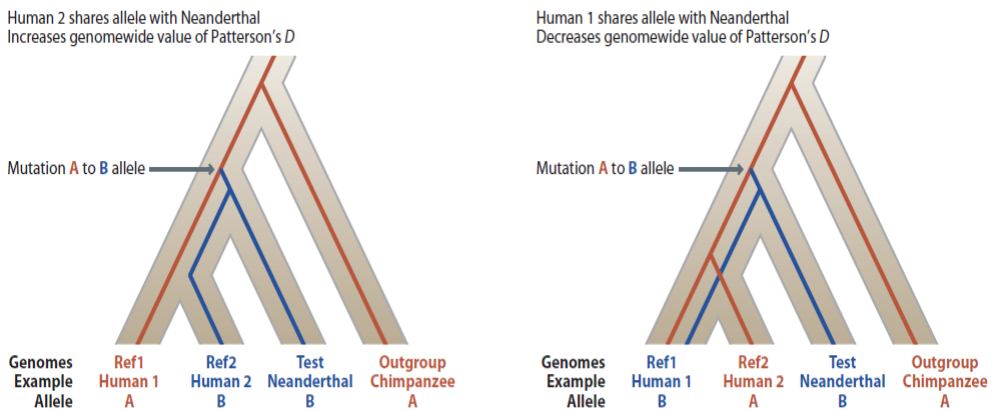 Human 2 shares allele with Neanderthal
Increases genomewide value of Patterson's D
Mutation A to B allele
Genomes Ref1 Ref2 Test Outgroup
Example Human 1 Human 2 Neanderthal Chimpanzee
Allele A B B A
Human 1 shares allele with Neanderthal
Decreases genomewide value of Patterson's D
Mutation A to B allele
Genomes Ref1 Ref2 Test Outgroup
Example Human 1 Human 2 Neanderthal Chimpanzee
Allele B A B A